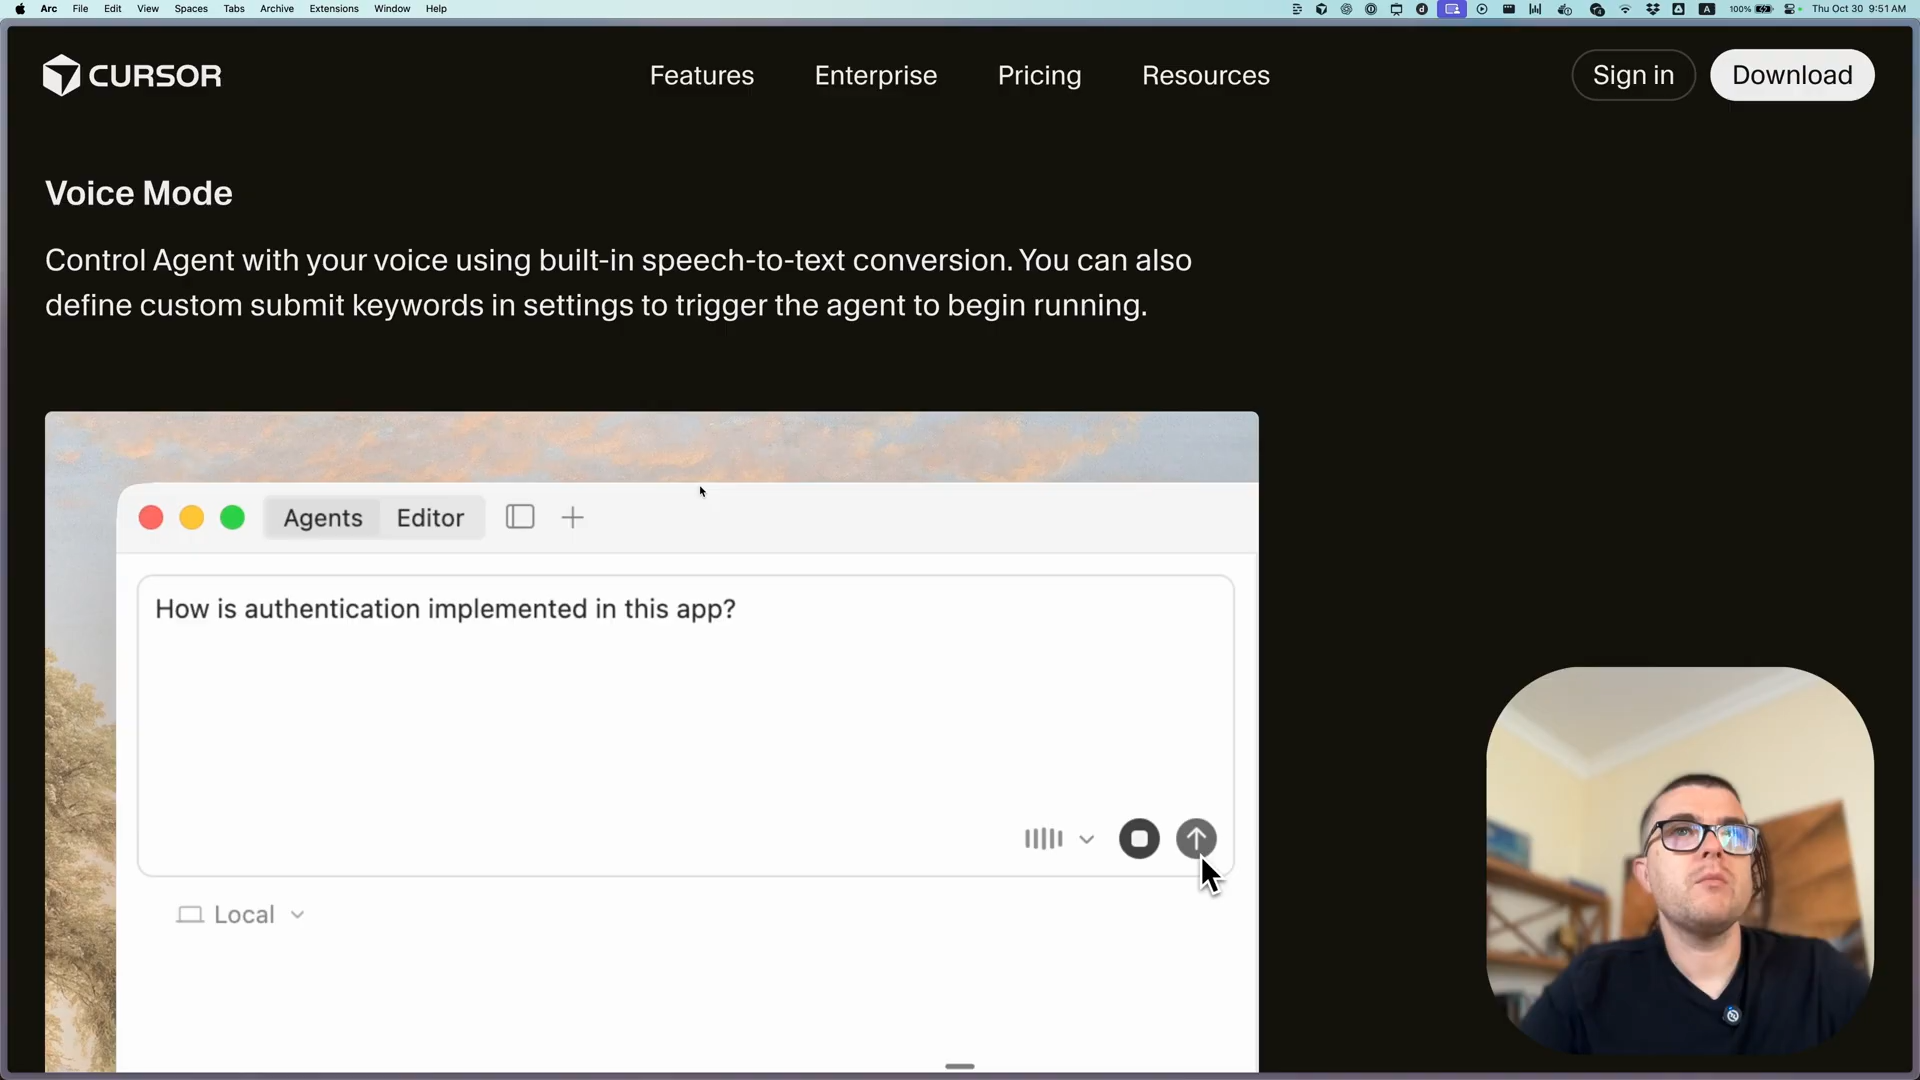 Arc File Edit View Spaces Tabs Archive Extensions Window Help 100% Thu Oct 30 9:51 AM
CURSOR Features Enterprise Pricing Resources Sign in Download
Voice Mode
Control Agent with your voice using built-in speech-to-text conversion. You can also
define custom submit keywords in settings to trigger the agent to begin running.
Agents Editor
How is authentication implemented in this app?
Local